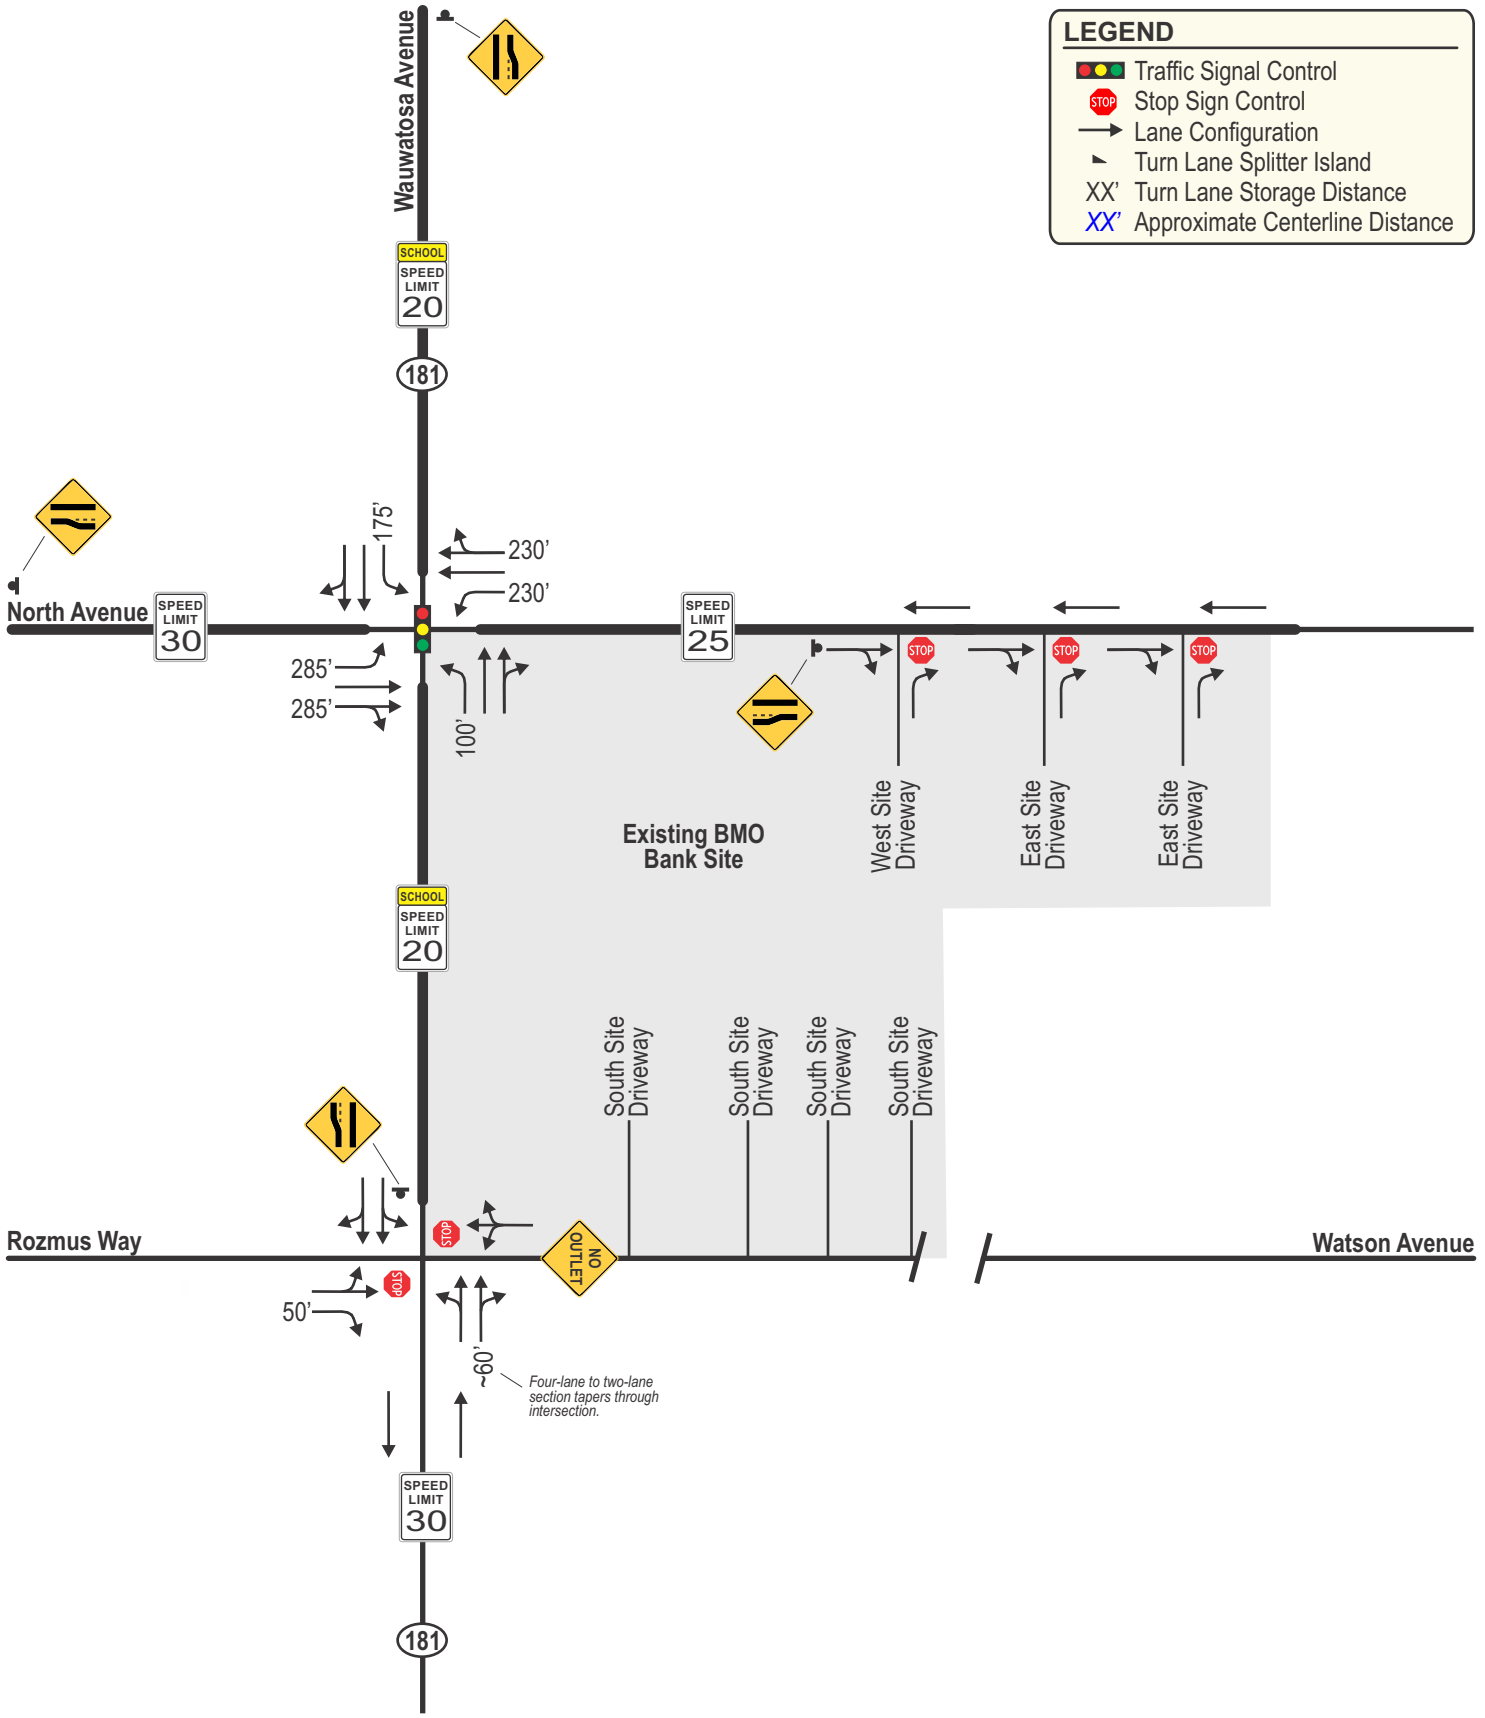 LEGEND
Traffic Signal Control
STOP
Stop Sign Control
Lane Configuration
Turn Lane Splitter Island
XX'
Turn Lane Storage Distance
XX'
Approximate Centerline Distance
Wauwatosa Avenue
SCHOOL
SPEED
LIMIT
20
181
175'
230'
230'
North Avenue
SPEED
LIMIT
30
SPEED
LIMIT
25
285'
285'
100'
STOP
STOP
STOP
West Site
Driveway
East Site
Driveway
East Site
Driveway
Existing BMO
Bank Site
SCHOOL
SPEED
LIMIT
20
South Site
Driveway
South Site
Driveway
South Site
Driveway
South Site
Driveway
Rozmus Way
STOP
NO
OUTLET
Watson Avenue
STOP
50'
~60'
Four-lane to two-lane
section tapers through
intersection.
SPEED
LIMIT
30
181